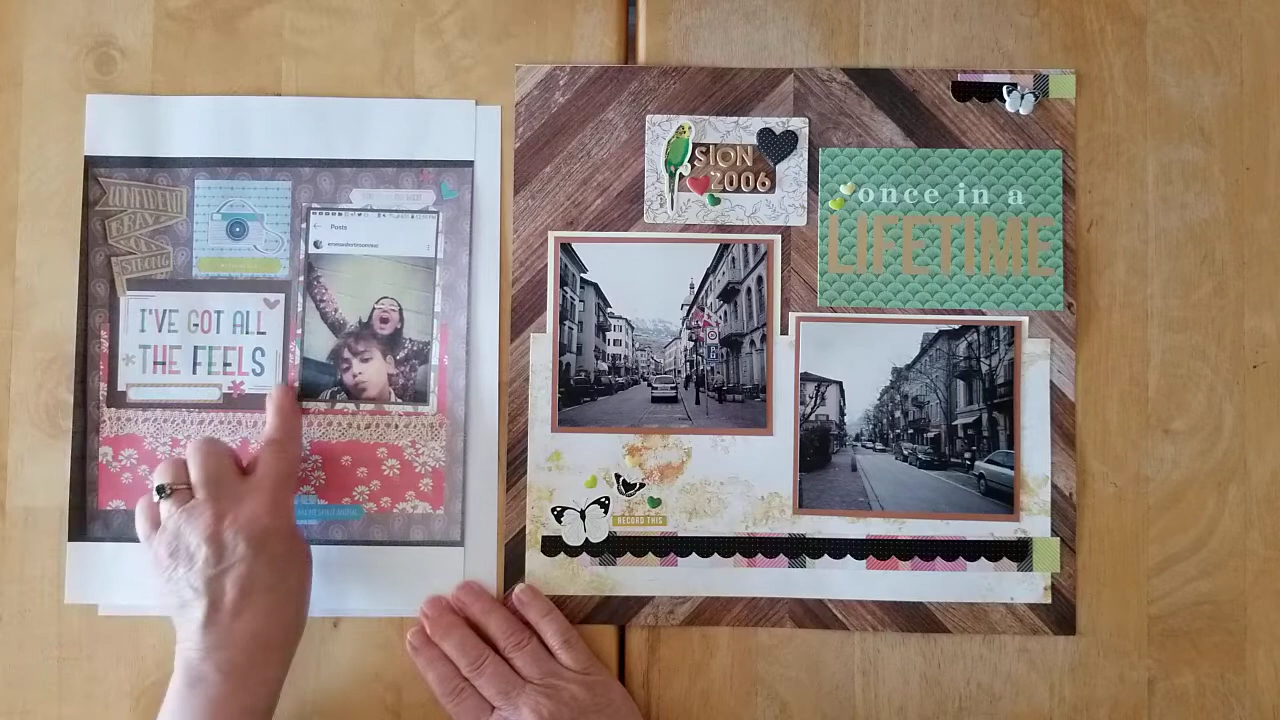 CONFIDENT
BRAVE
STRONG
Posts
I'VE GOT ALL
THE FEELS
SION
2006
once in a
LIFETIME
RECORD THIS